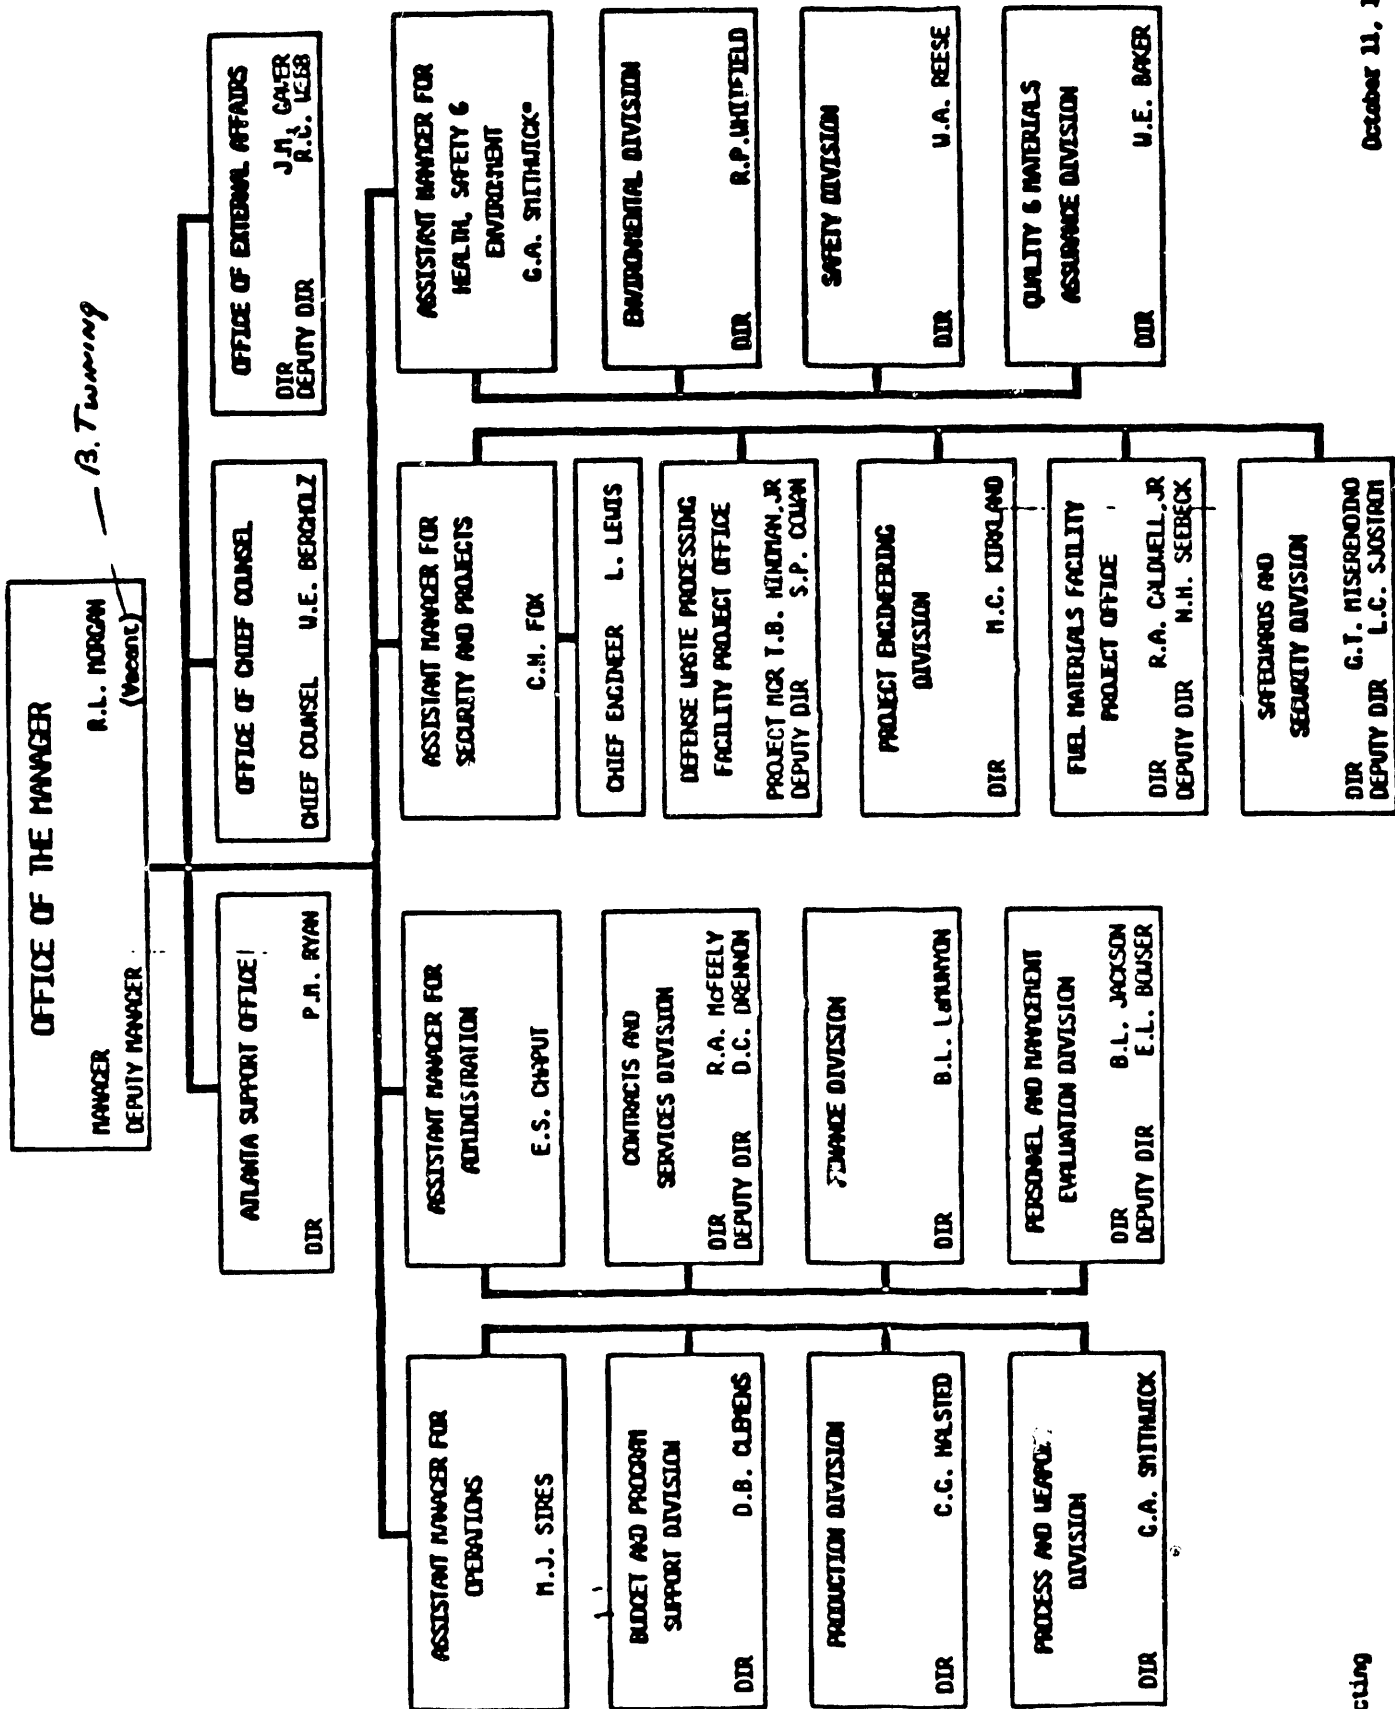 OFFICE OF THE MANAGER
MANAGER R.L. MORGAN
DEPUTY MANAGER (Vacant)
B. Twining
ATLANTA SUPPORT OFFICE
DIR P.M. RYAN
OFFICE OF CHIEF COUNSEL
CHIEF COUNSEL W.E. BERGHOLZ
OFFICE OF EXTERNAL AFFAIRS
DIR J.M. GAVER
DEPUTY DIR R.C. WEBB
ASSISTANT MANAGER FOR
OPERATIONS
M.J. SIRES
BUDGET AND PROGRAM
SUPPORT DIVISION
DIR D.B. CLEMENS
PRODUCTION DIVISION
DIR C.G. HALSTED
PROCESS AND WEAPO
DIVISION
DIR G.A. SMITHWICK
ASSISTANT MANAGER FOR
ADMINISTRATION
E.S. CHAPUT
CONTRACTS AND
SERVICES DIVISION
DIR R.A. McFEELY
DEPUTY DIR D.C. DRENNON
FINANCE DIVISION
DIR B.L. LaMUNYON
PERSONNEL AND MANAGEMENT
EVALUATION DIVISION
DIR B.L. JACKSON
DEPUTY DIR E.L. BOWSER
ASSISTANT MANAGER FOR
SECURITY AND PROJECTS
C.M. FOX
CHIEF ENGINEER L. LEWIS
DEFENSE WASTE PROCESSING
FACILITY PROJECT OFFICE
PROJECT MGR T.B. HINDMAN,JR
DEPUTY DIR S.P. COWAN
PROJECT ENGINEERING
DIVISION
DIR M.C. KIRKLAND
FUEL MATERIALS FACILITY
PROJECT OFFICE
DIR R.A. CALDWELL,JR
DEPUTY DIR N.H. SEEBECK
SAFEGUARDS AND
SECURITY DIVISION
DIR G.T. MISERENDINO
DEPUTY DIR L.C. SJOSTROM
ASSISTANT MANAGER FOR
HEALTH, SAFETY &
ENVIRONMENT
G.A. SMITHWICK*
ENVIRONMENTAL DIVISION
DIR R.P.WHITFIELD
SAFETY DIVISION
DIR W.A. REESE
QUALITY & MATERIALS
ASSURANCE DIVISION
DIR W.E. BAKER
cting
October 11, 1